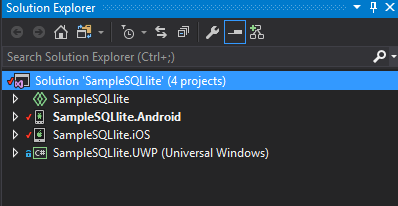 Solution Explorer
Search Solution Explorer (Ctrl+;)
Solution 'SampleSQLlite' (4 projects)
SampleSQLlite
SampleSQLlite.Android
SampleSQLlite.iOS
C# SampleSQLlite.UWP (Universal Windows)